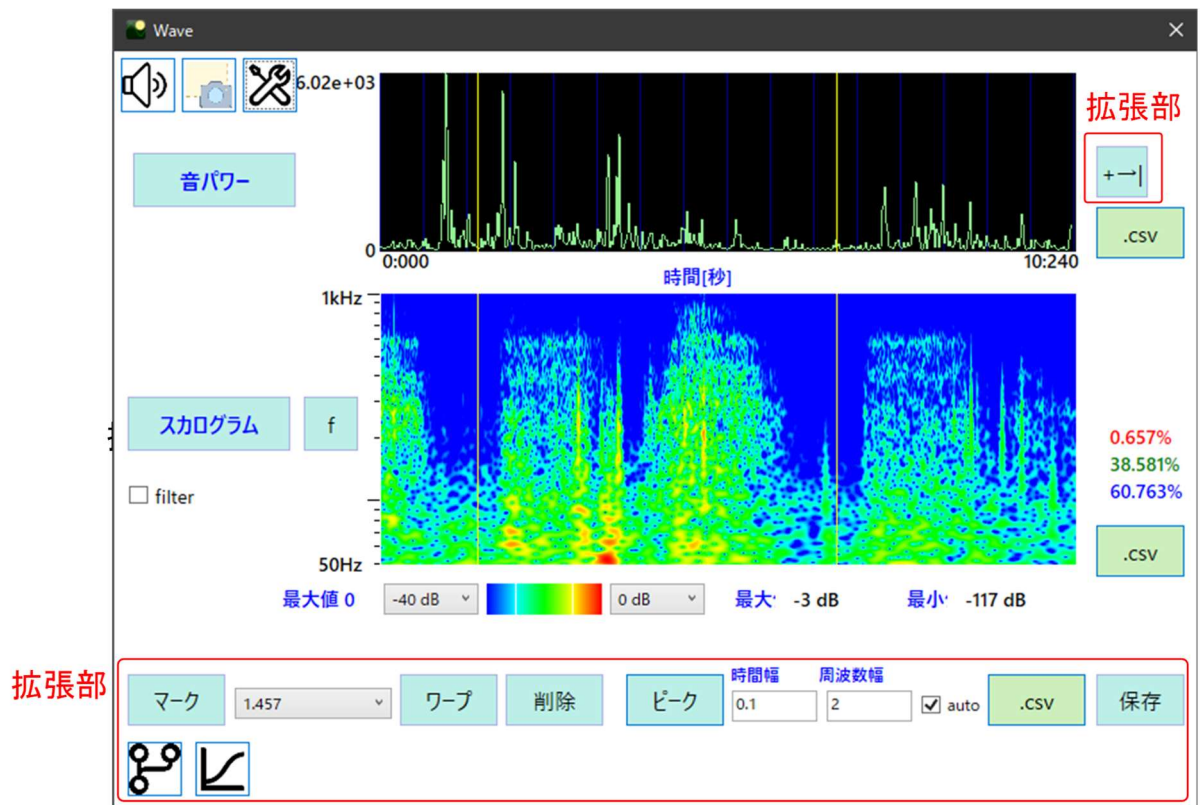 Wave
6.02e+03
拡張部
音パワー
+→|
.csv
0
0:000
10:240
時間[秒]
1kHz
スカログラム
f
0.657%
38.581%
60.763%
filter
.csv
50Hz
最大値 0
-40 dB
0 dB
最大
-3 dB
最小
-117 dB
拡張部
時間幅
周波数幅
マーク
1.457
ワープ
削除
ピーク
0.1
2
auto
.csv
保存